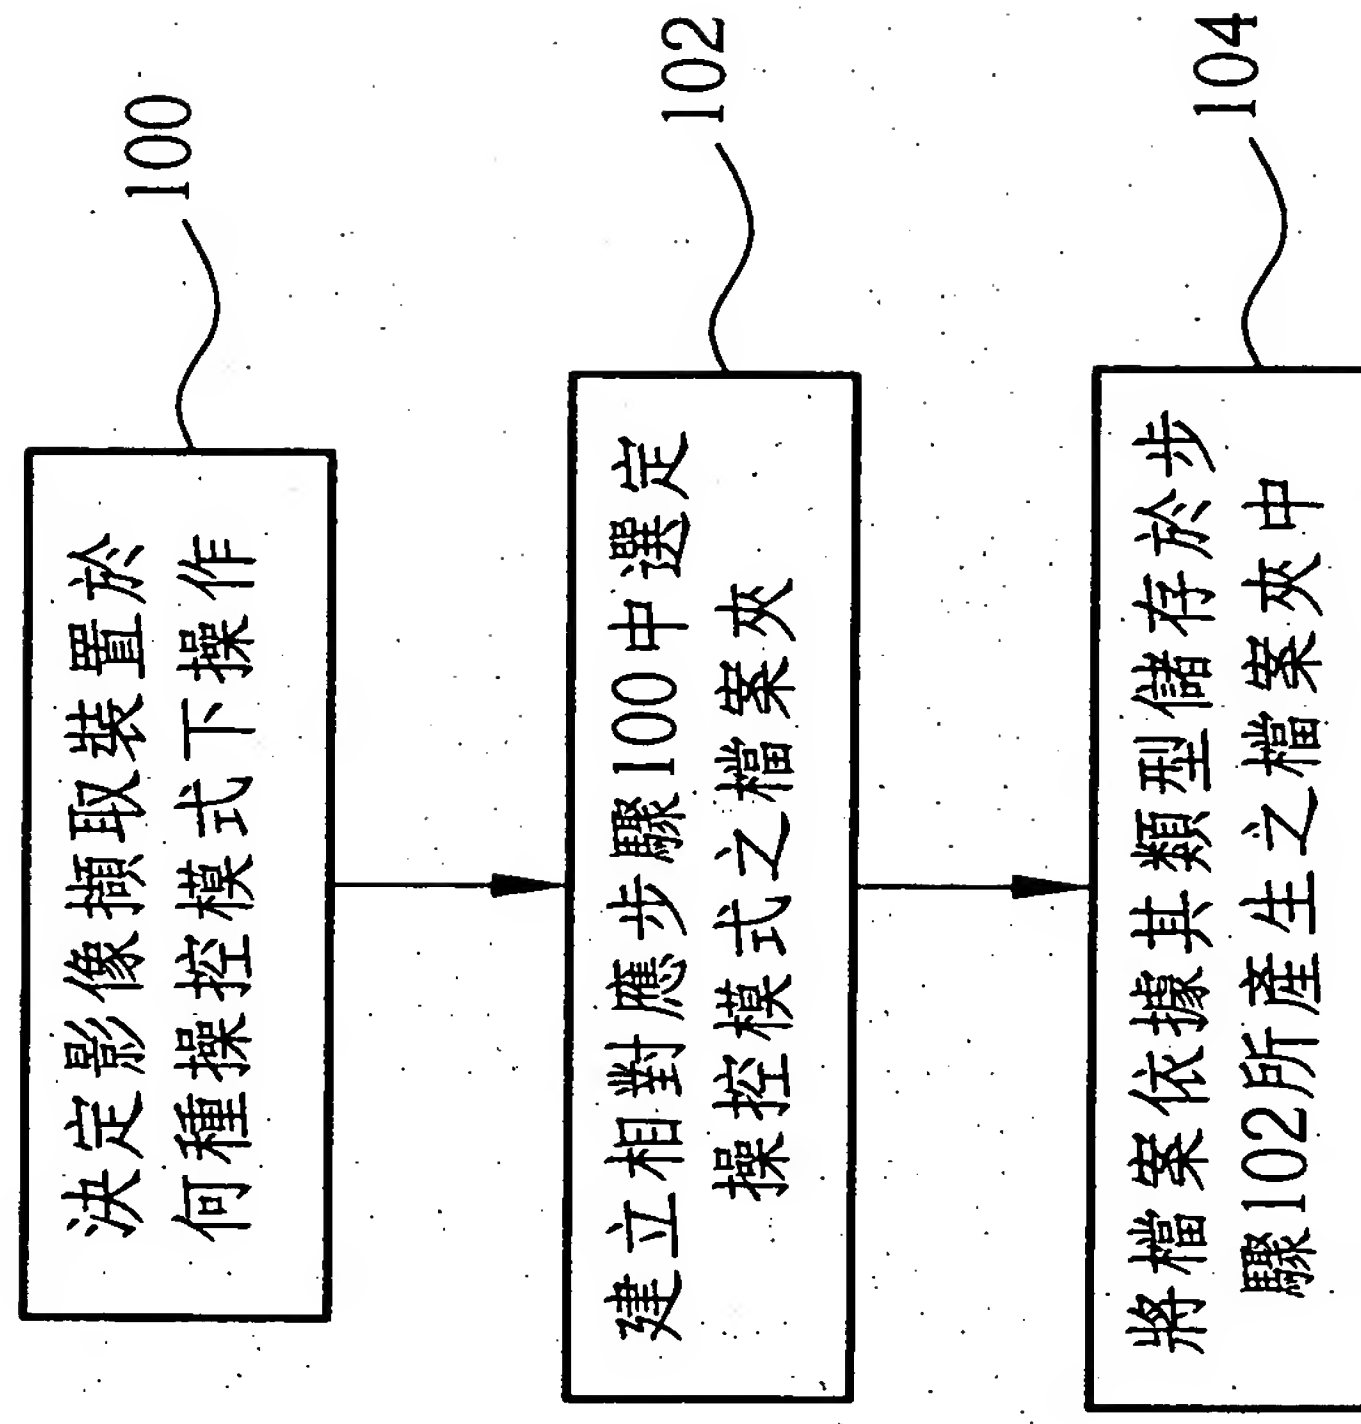 100
決定影像擷取裝置於
何種操控模式下操作
102
建立相對應步驟100中選定
操控模式之檔案夾
104
將檔案依據其類型儲存於步
驟102所產生之檔案夾中